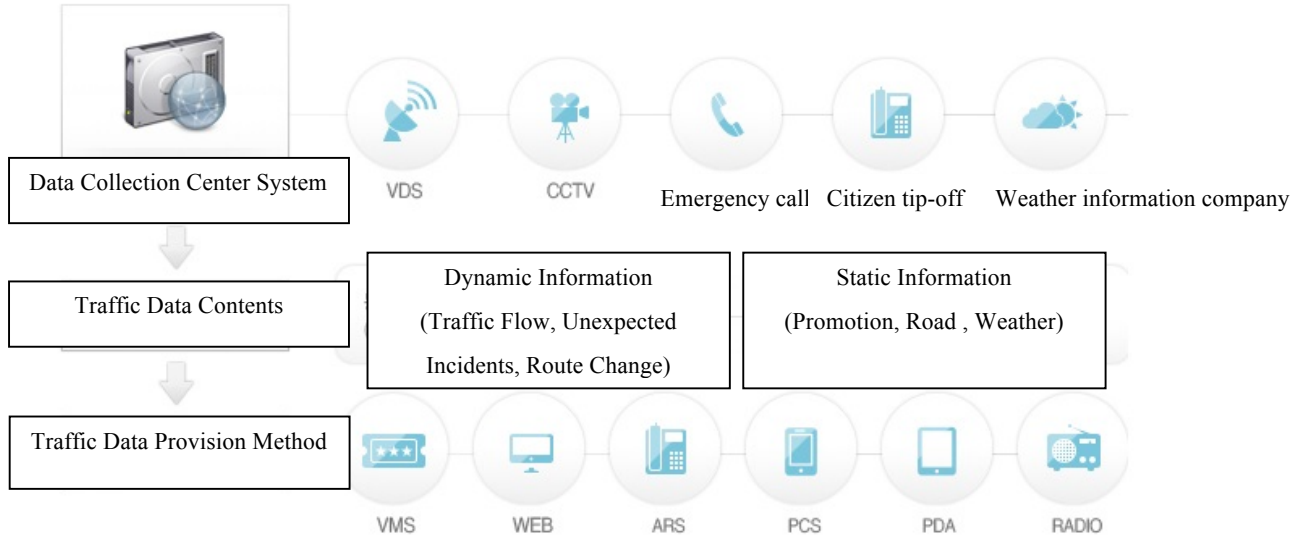 Data Collection Center System
VDS
CCTV
Emergency call
Citizen tip-off
Weather information company
Traffic Data Contents
Dynamic Information
(Traffic Flow, Unexpected
Incidents, Route Change)
Static Information
(Promotion, Road , Weather)
Traffic Data Provision Method
VMS
WEB
ARS
PCS
PDA
RADIO